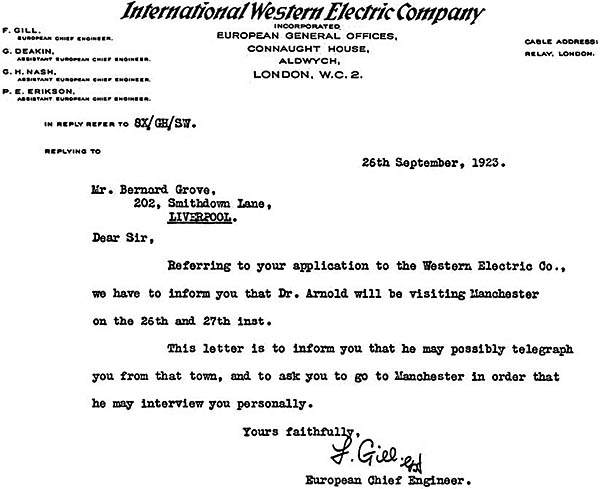 International Western Electric Company
INCORPORATED
EUROPEAN GENERAL OFFICES,
CONNAUGHT HOUSE,
ALDWYCH,
LONDON, W.C. 2.
F. GILL,
EUROPEAN CHIEF ENGINEER.
G. DEAKIN,
ASSISTANT EUROPEAN CHIEF ENGINEER.
G. H. NASH,
ASSISTANT EUROPEAN CHIEF ENGINEER.
P. E. ERIKSON,
ASSISTANT EUROPEAN CHIEF ENGINEER.
CABLE ADDRESS:
RELAY, LONDON.
IN REPLY REFER TO 8X/GH/SW.
REPLYING TO
26th September, 1923.
Mr. Bernard Grove,
202, Smithdown Lane,
LIVERPOOL.
Dear Sir,
Referring to your application to the Western Electric Co.,
we have to inform you that Dr. Arnold will be visiting Manchester
on the 26th and 27th inst.
This letter is to inform you that he may possibly telegraph
you from that town, and to ask you to go to Manchester in order that
he may interview you personally.
Yours faithfully,
F. Gill
European Chief Engineer.